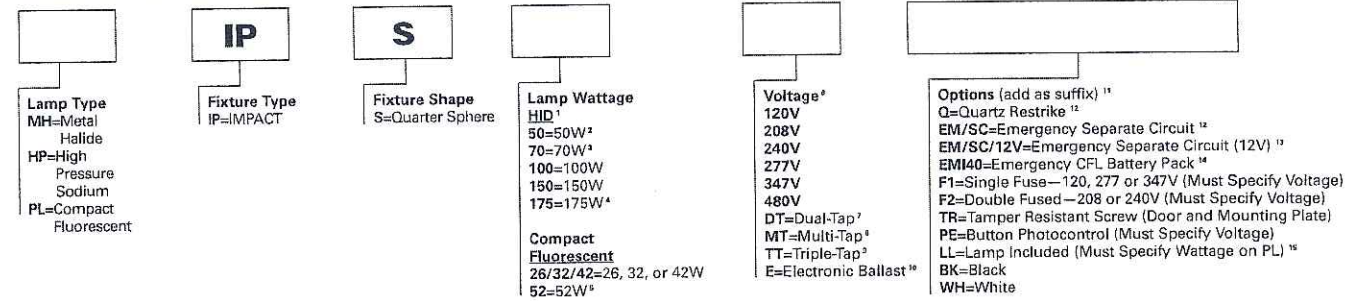 IP
S
Lamp Type
MH=Metal
Halide
HP=High
Pressure
Sodium
PL=Compact
Fluorescent
Fixture Type
IP=IMPACT
Fixture Shape
S=Quarter Sphere
Lamp Wattage
HID ¹
50=50W ²
70=70W ³
100=100W
150=150W
175=175W ⁴
Compact
Fluorescent
26/32/42=26, 32, or 42W
52=52W ⁵
Voltage ⁶
120V
208V
240V
277V
347V
480V
DT=Dual-Tap ⁷
MT=Multi-Tap ⁸
TT=Triple-Tap ⁹
E=Electronic Ballast ¹⁰
Options (add as suffix) ¹¹
Q=Quartz Restrike ¹²
EM/SC=Emergency Separate Circuit ¹²
EM/SC/12V=Emergency Separate Circuit (12V) ¹³
EMI40=Emergency CFL Battery Pack ¹⁴
F1=Single Fuse—120, 277 or 347V (Must Specify Voltage)
F2=Double Fused—208 or 240V (Must Specify Voltage)
TR=Tamper Resistant Screw (Door and Mounting Plate)
PE=Button Photocontrol (Must Specify Voltage)
LL=Lamp Included (Must Specify Wattage on PL) ¹⁵
BK=Black
WH=White